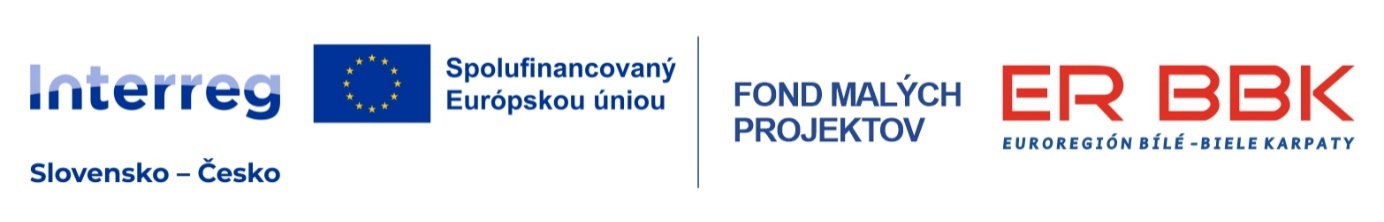 Interreg
Slovensko – Česko
Spolufinancovaný
Európskou úniou
FOND MALÝCH
PROJEKTOV
ER BBK
EUROREGIÓN BÍLÉ -BIELE KARPATY